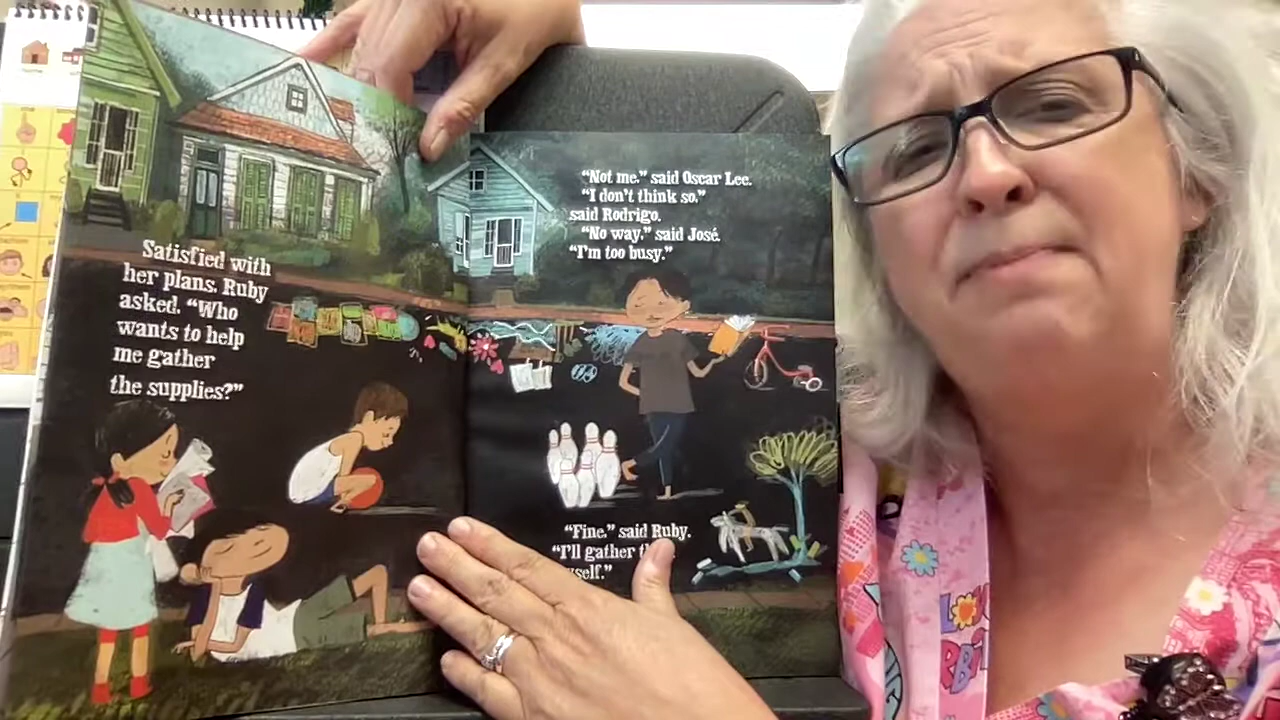 Satisfied with
her plans, Ruby
asked, “Who
wants to help
me gather
the supplies?”
“Not me,” said Oscar Lee.
“I don’t think so,”
said Rodrigo.
“No way,” said José.
“I’m too busy.”
“Fine,” said Ruby.
“I’ll gather